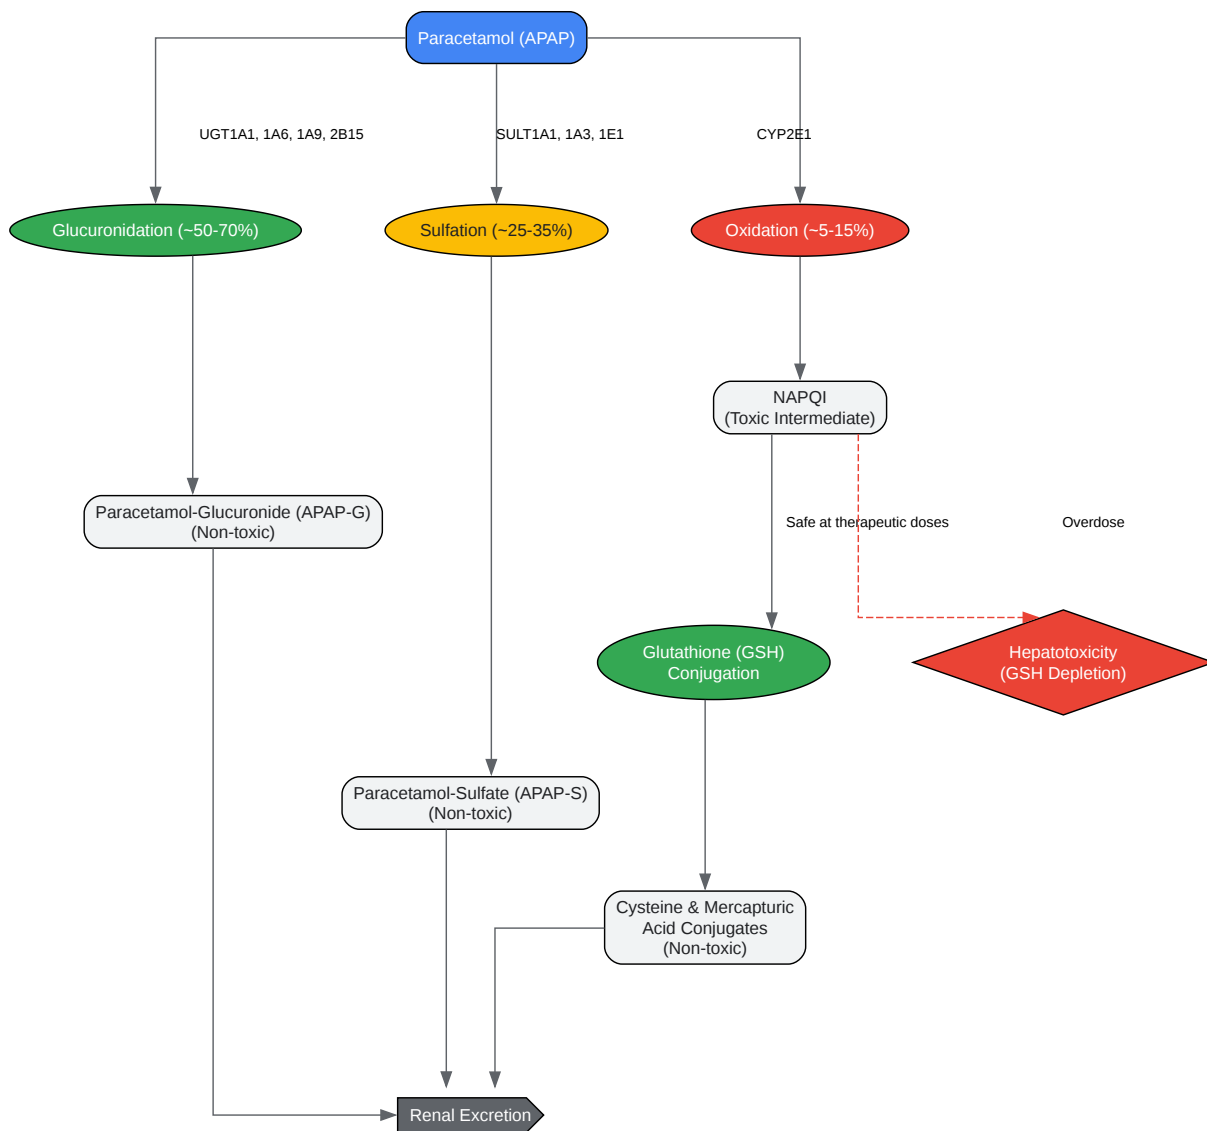 Paracetamol (APAP)
UGT1A1, 1A6, 1A9, 2B15
SULT1A1, 1A3, 1E1
CYP2E1
Glucuronidation (~50-70%)
Sulfation (~25-35%)
Oxidation (~5-15%)
NAPQI
(Toxic Intermediate)
Paracetamol-Glucuronide (APAP-G)
(Non-toxic)
Safe at therapeutic doses
Overdose
Glutathione (GSH)
Conjugation
Hepatotoxicity
(GSH Depletion)
Paracetamol-Sulfate (APAP-S)
(Non-toxic)
Cysteine & Mercapturic
Acid Conjugates
(Non-toxic)
Renal Excretion